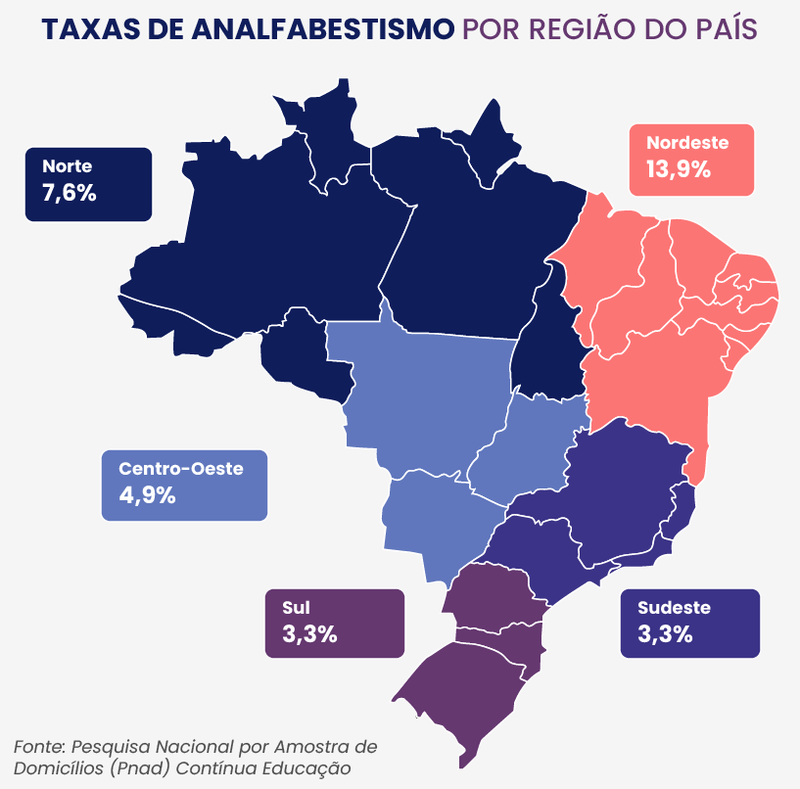 TAXAS DE ANALFABESTISMO POR REGIÃO DO PAÍS
Norte
7,6%
Nordeste
13,9%
Centro-Oeste
4,9%
Sul
3,3%
Sudeste
3,3%
Fonte: Pesquisa Nacional por Amostra de
Domicílios (Pnad) Contínua Educação